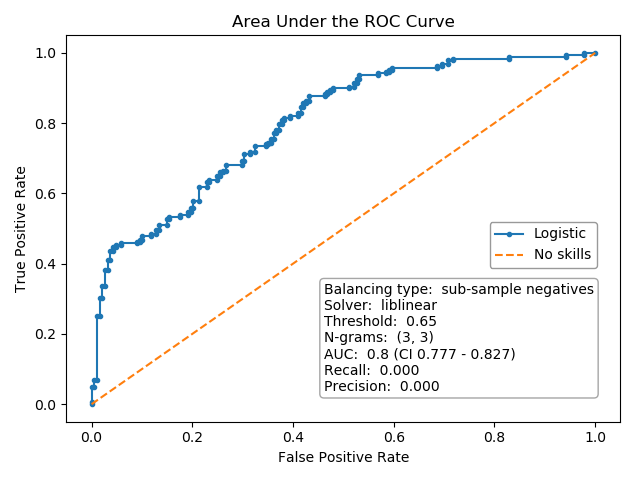 Area Under the ROC Curve
True Positive Rate
1.0
0.8
0.6
0.4
0.2
0.0
Logistic
No skills
Balancing type:  sub-sample negatives
Solver:  liblinear
Threshold:  0.65
N-grams:  (3, 3)
AUC:  0.8 (CI 0.777 - 0.827)
Recall:  0.000
Precision:  0.000
0.0 0.2 0.4 0.6 0.8 1.0
False Positive Rate